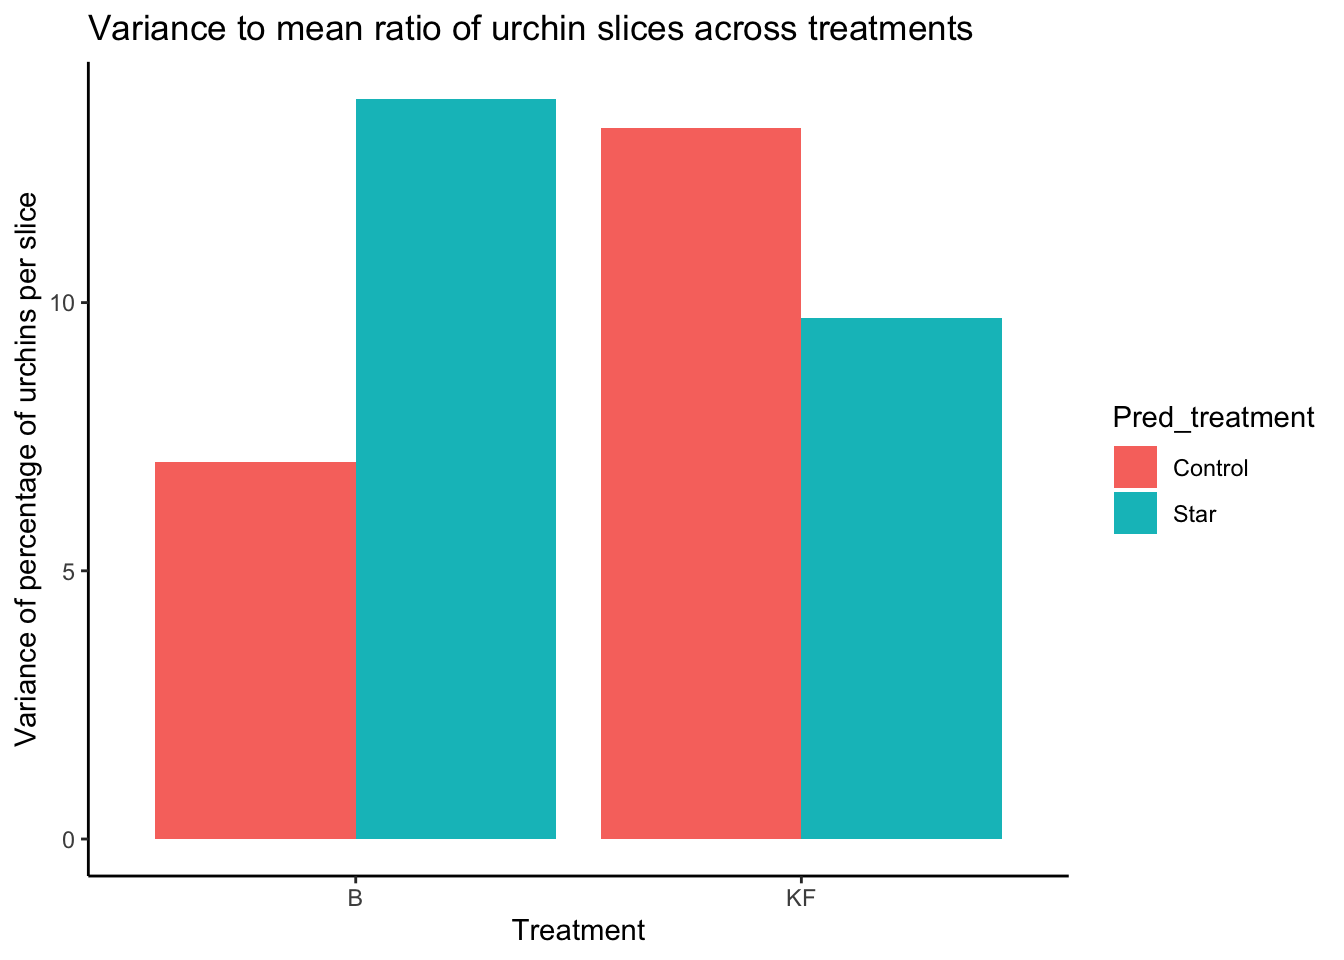 Variance to mean ratio of urchin slices across treatments
Variance of percentage of urchins per slice
10
5
0
B
KF
Treatment
Pred_treatment
Control
Star